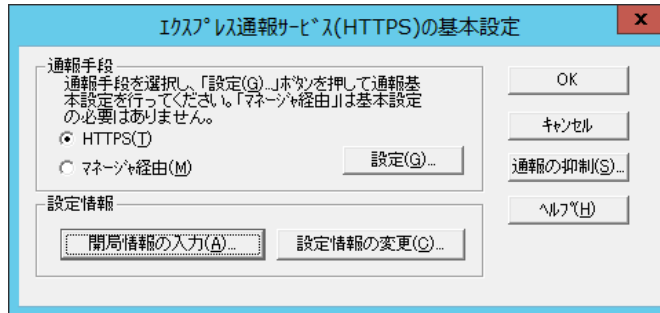 ｴｸｽﾌﾟﾚｽ通報ｻｰﾋﾞｽ(HTTPS)の基本設定
x
通報手段
通報手段を選択し、「設定(G)...」ﾎﾞﾀﾝを押して通報基
本設定を行ってください。「ﾏﾈｰｼﾞｬ経由」は基本設定
の必要はありません。
HTTPS(T)
ﾏﾈｰｼﾞｬ経由(M)
設定(G)...
設定情報
開局情報の入力(A)...
設定情報の変更(C)...
OK
ｷｬﾝｾﾙ
通報の抑制(S)...
ﾍﾙﾌﾟ(H)